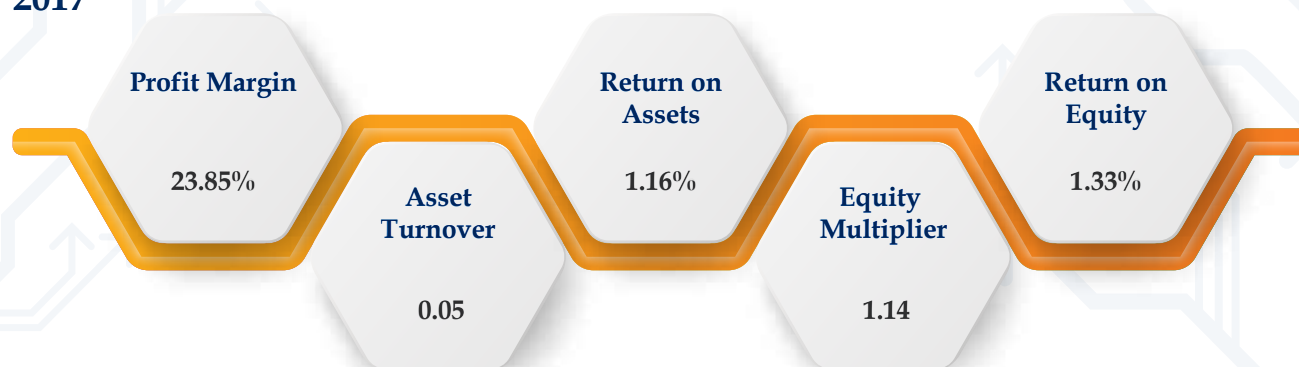 2017
Profit Margin
23.85%
Asset
Turnover
0.05
Return on
Assets
1.16%
Equity
Multiplier
1.14
Return on
Equity
1.33%